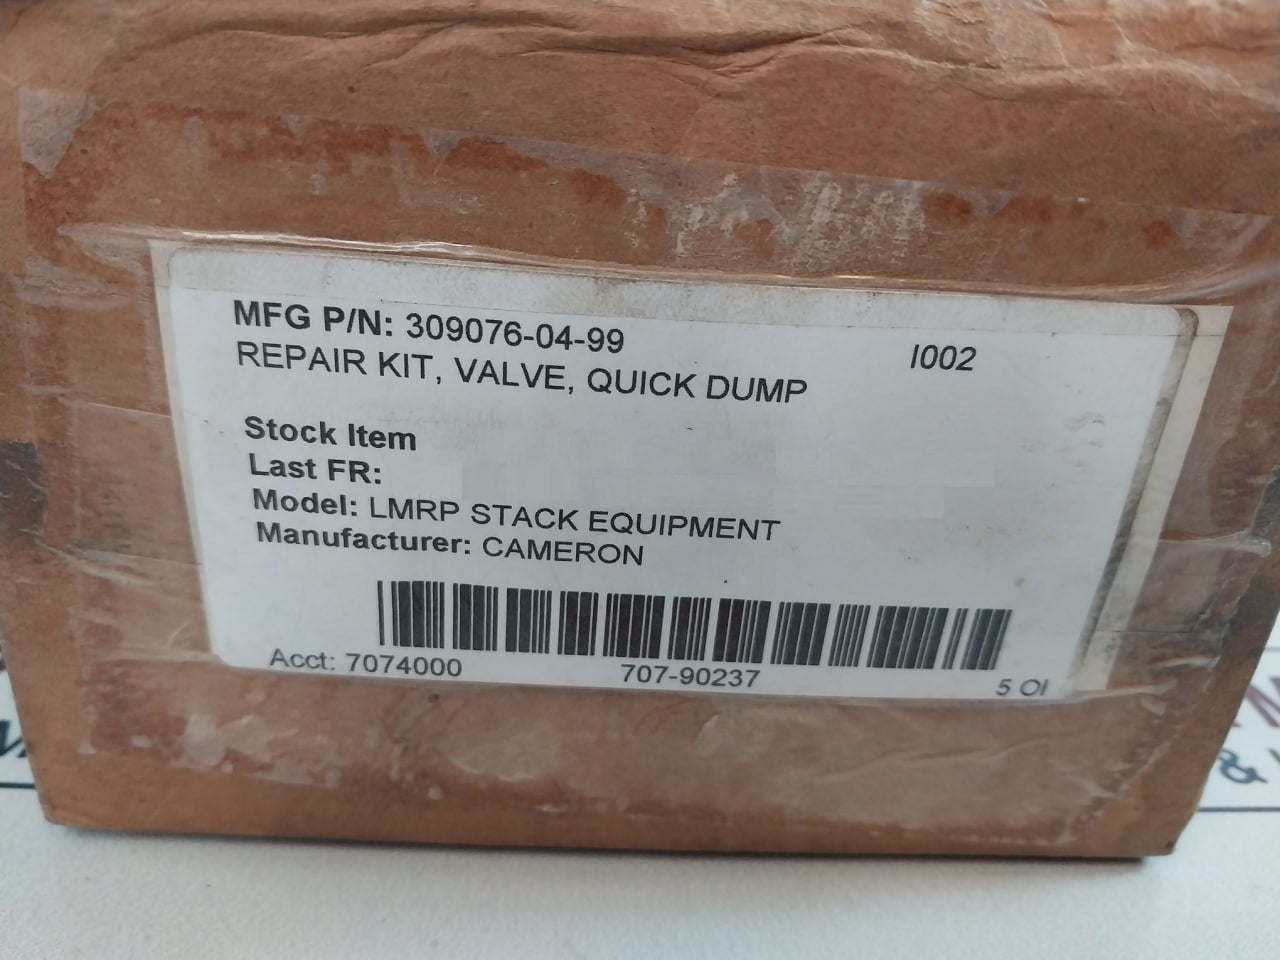 MFG P/N: 309076-04-99
I002
REPAIR KIT, VALVE, QUICK DUMP
Stock Item
Last FR:
Model: LMRP STACK EQUIPMENT
Manufacturer: CAMERON
Acct: 7074000 707-90237 5 OI
&